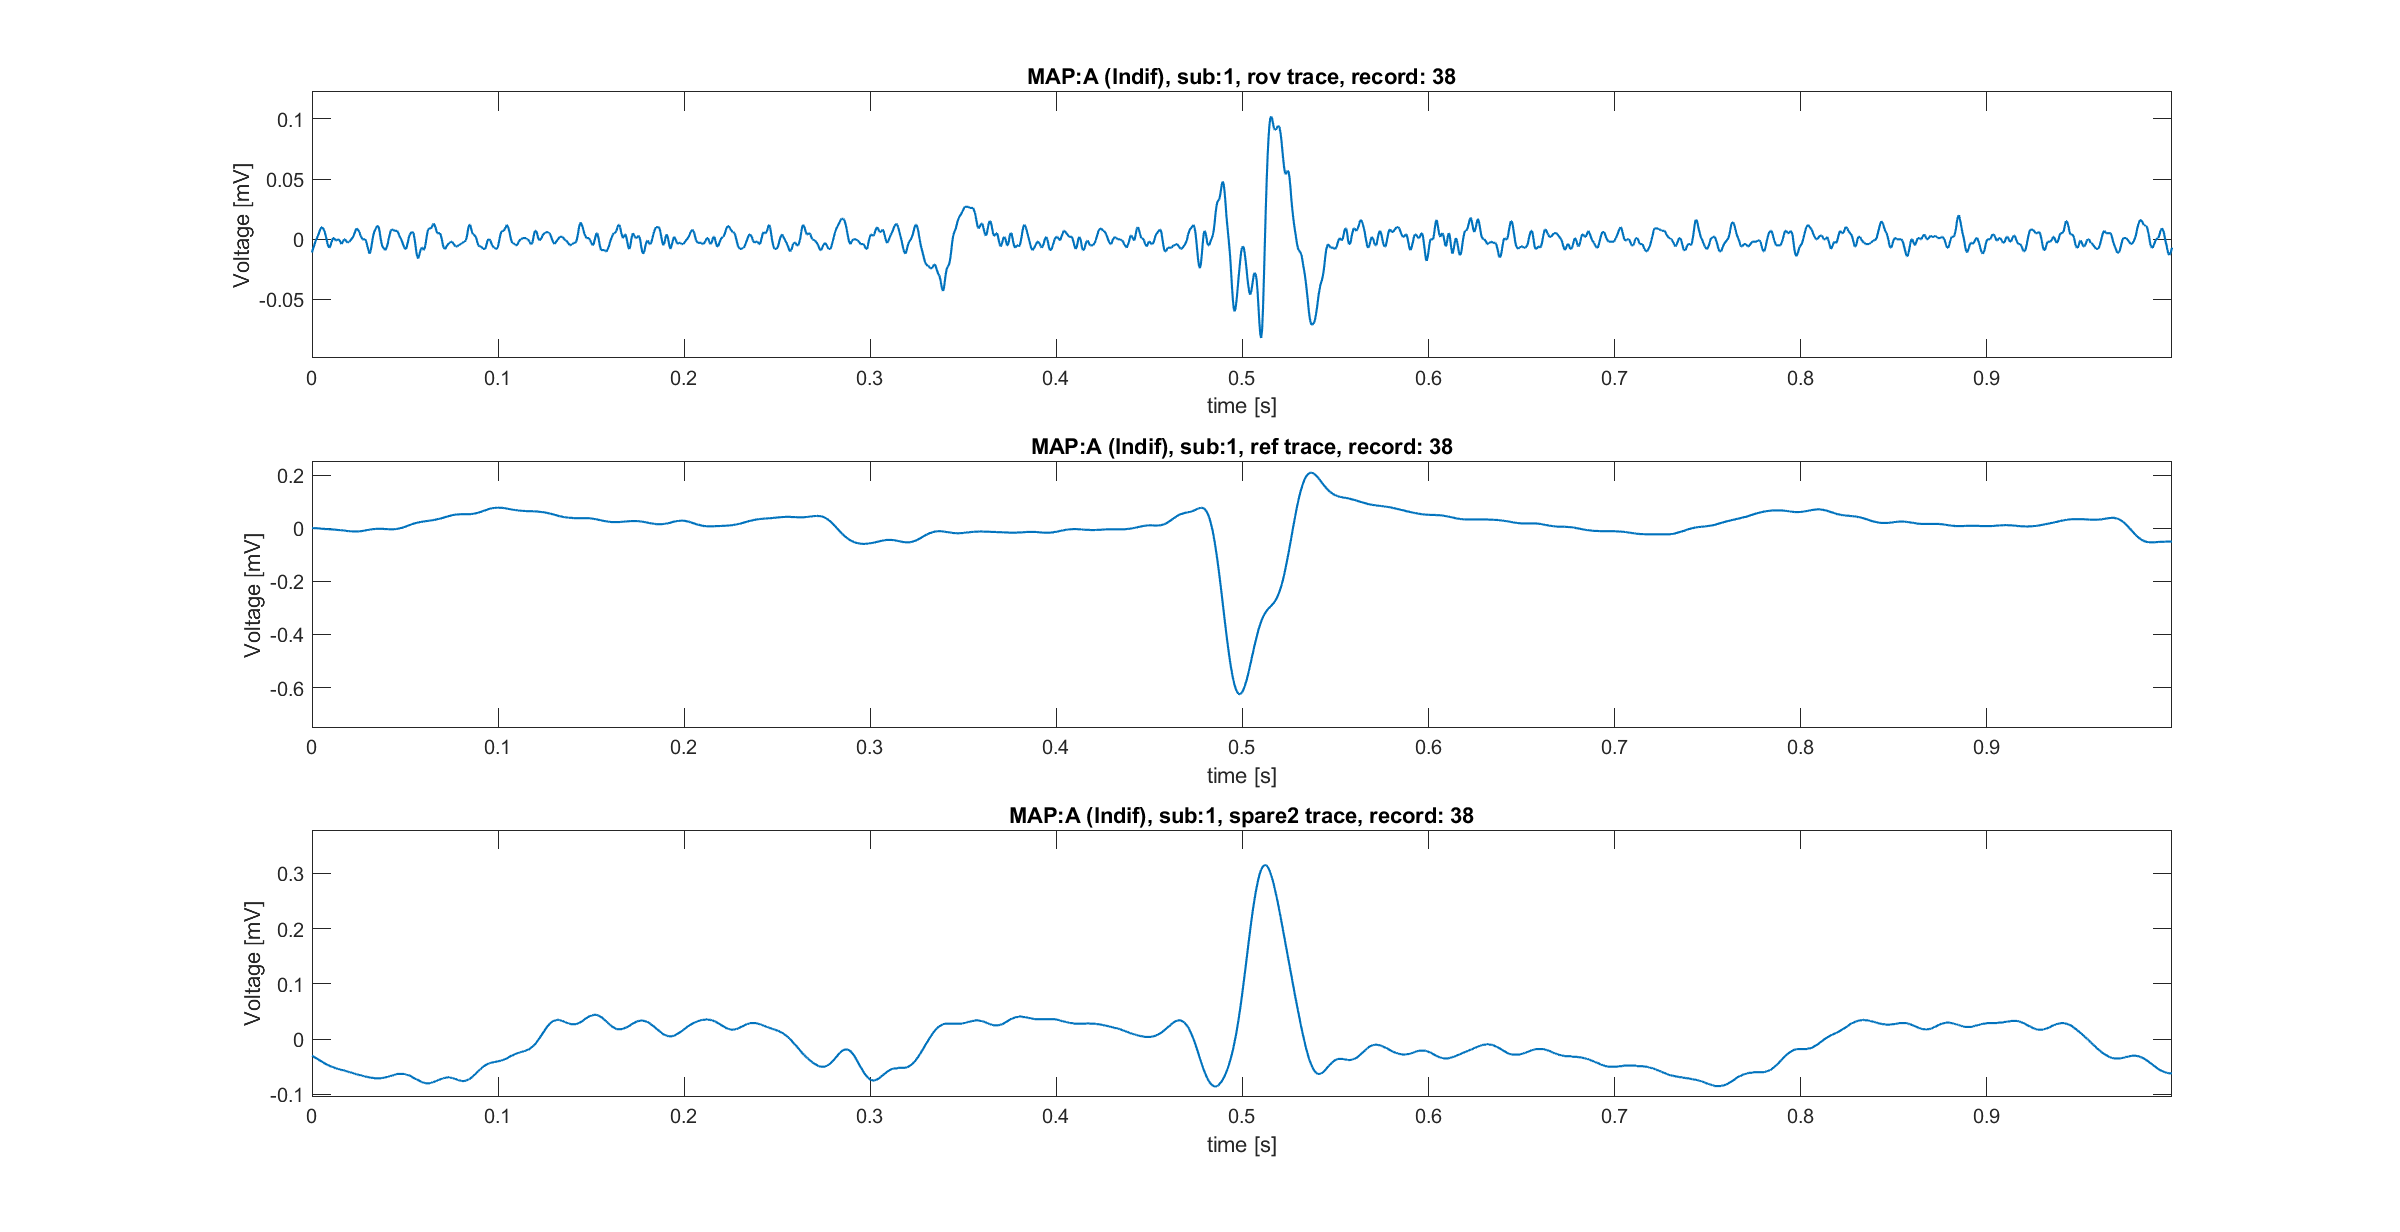 MAP:A (Indif), sub:1, rov trace, record: 38
Voltage [mV]
0.1
0.05
0
-0.05
0 0.1 0.2 0.3 0.4 0.5 0.6 0.7 0.8 0.9
time [s]
MAP:A (Indif), sub:1, ref trace, record: 38
Voltage [mV]
0.2
0
-0.2
-0.4
-0.6
0 0.1 0.2 0.3 0.4 0.5 0.6 0.7 0.8 0.9
time [s]
MAP:A (Indif), sub:1, spare2 trace, record: 38
Voltage [mV]
0.3
0.2
0.1
0
-0.1
0 0.1 0.2 0.3 0.4 0.5 0.6 0.7 0.8 0.9
time [s]